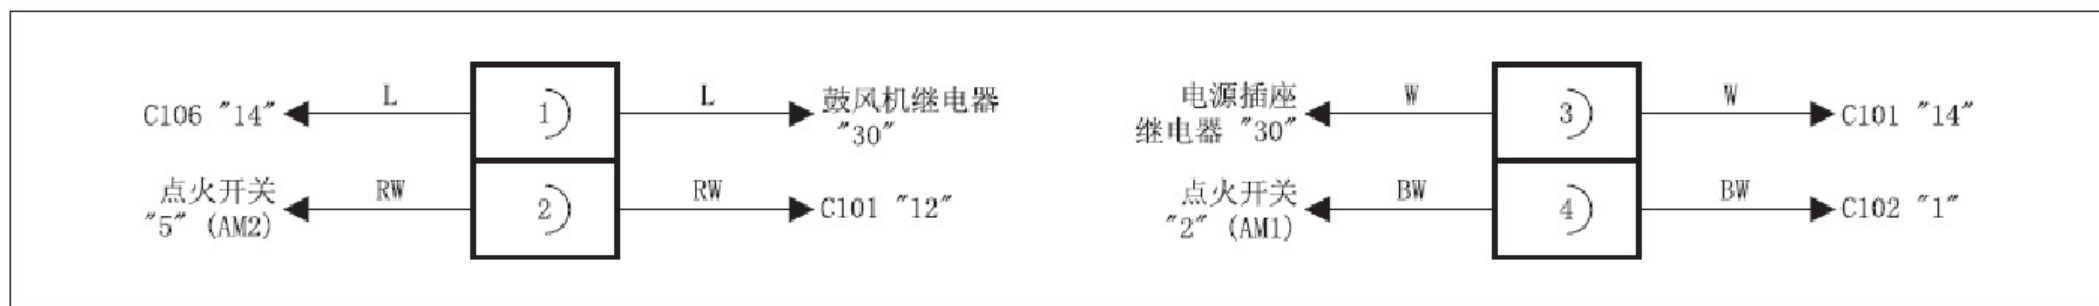 C106 "14"
L
1
L
鼓风机继电器
"30"
点火开关
"5" (AM2)
RW
2
RW
C101 "12"
电源插座
继电器 "30"
W
3
W
C101 "14"
点火开关
"2" (AM1)
BW
4
BW
C102 "1"